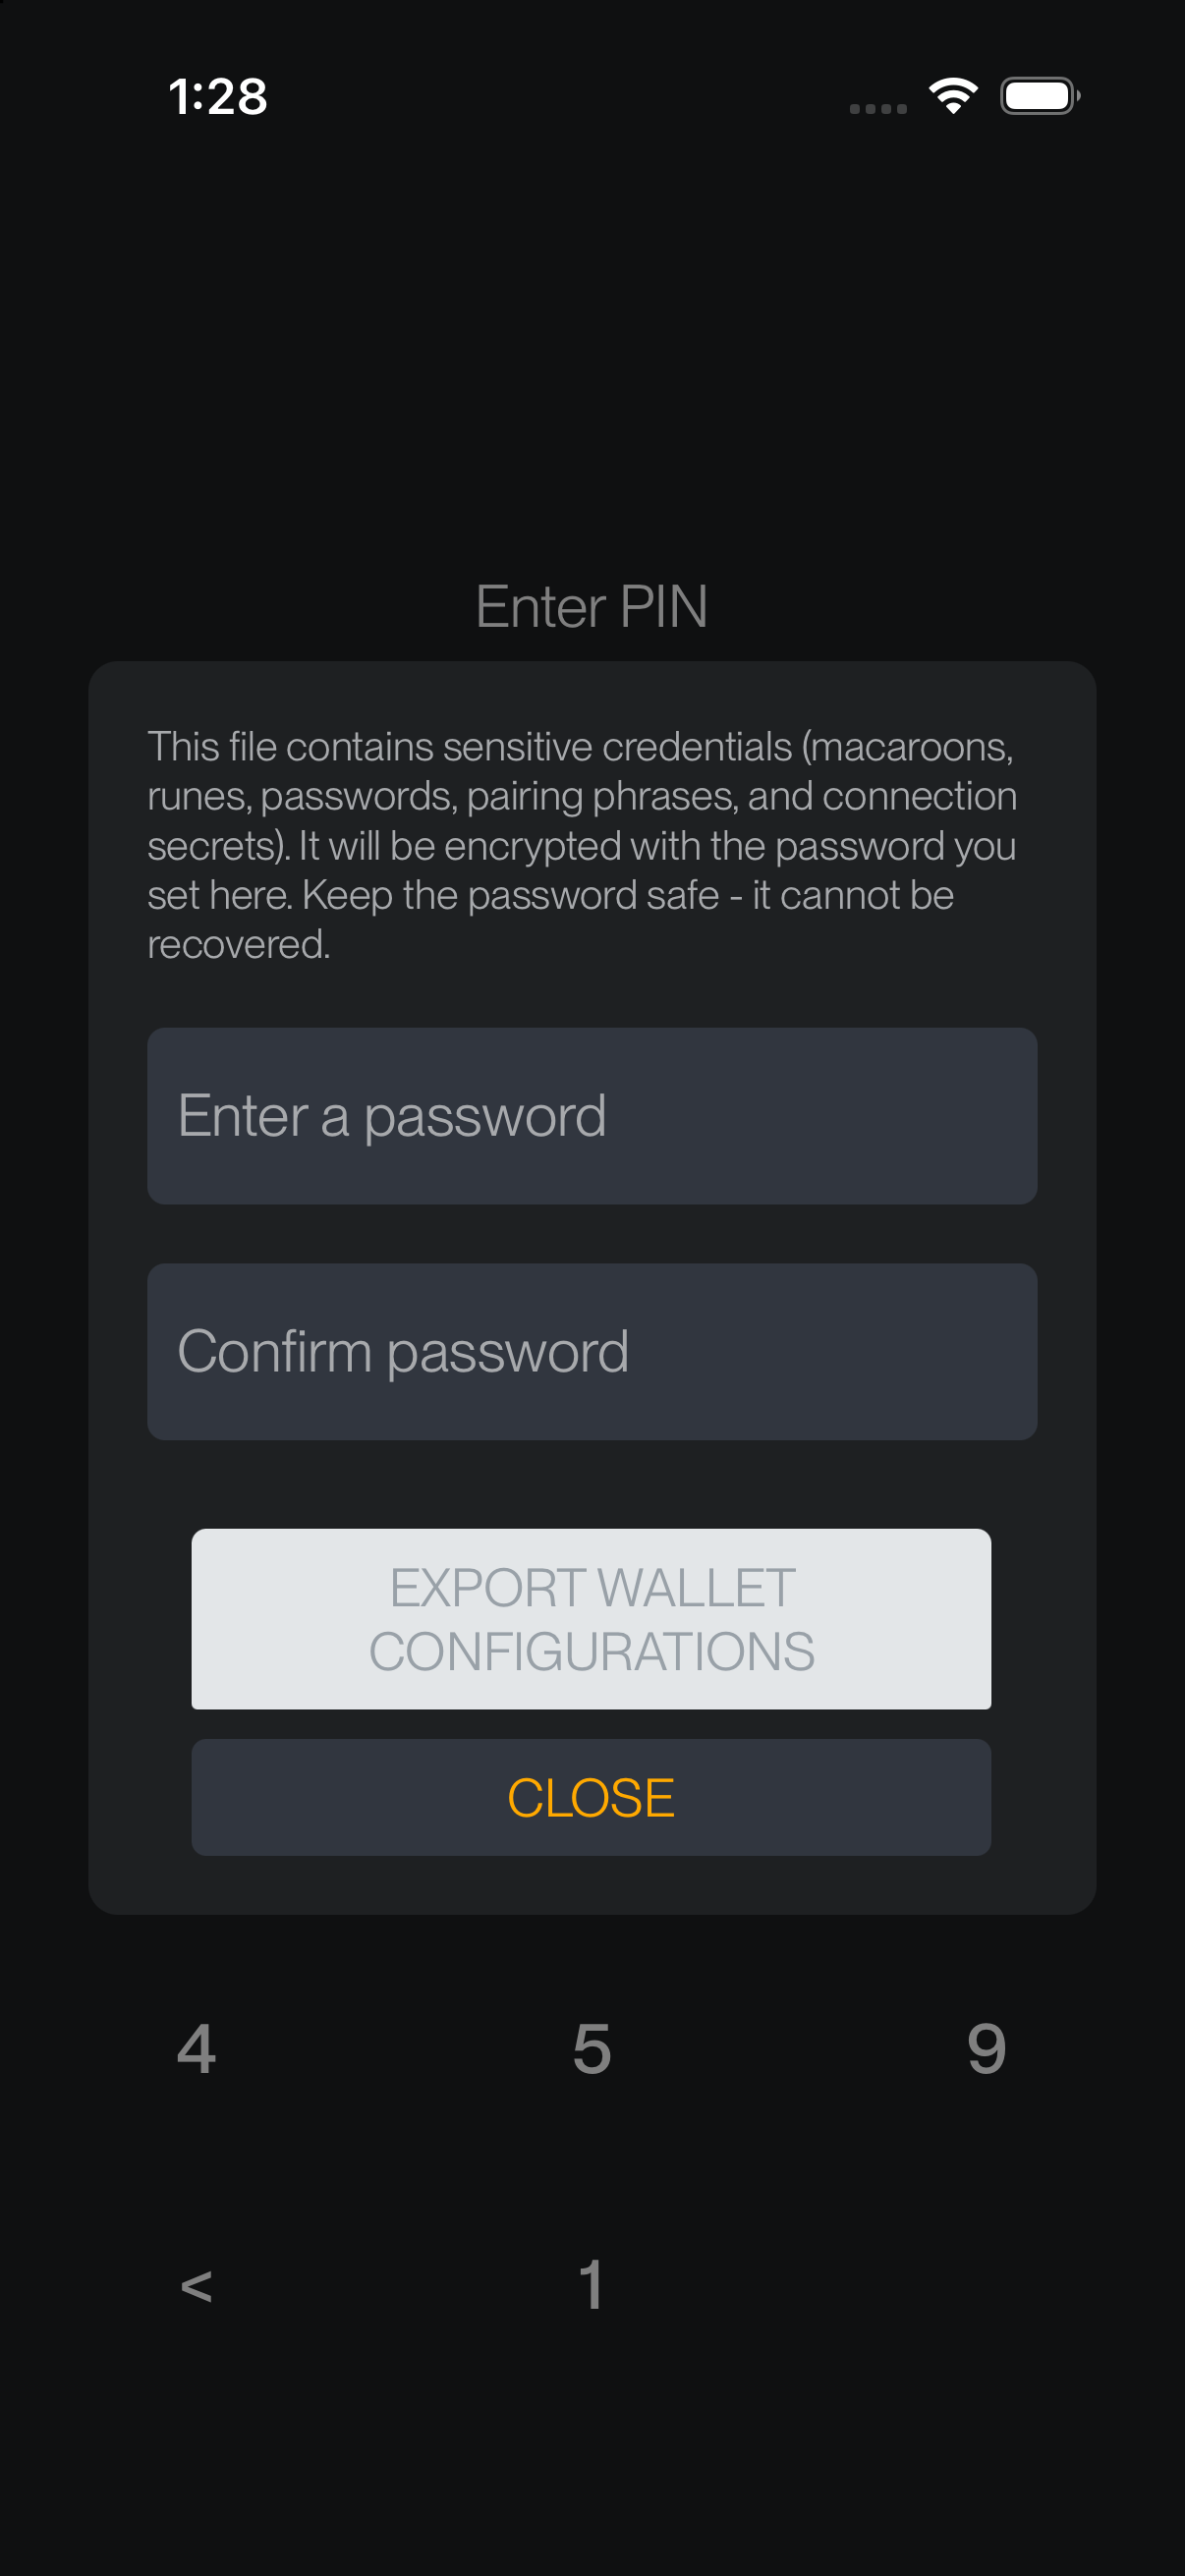 1:28
Enter PIN
This file contains sensitive credentials (macaroons,
runes, passwords, pairing phrases, and connection
secrets). It will be encrypted with the password you
set here. Keep the password safe - it cannot be
recovered.
Enter a password
Confirm password
EXPORT WALLET
CONFIGURATIONS
CLOSE
4 5 9
< 1